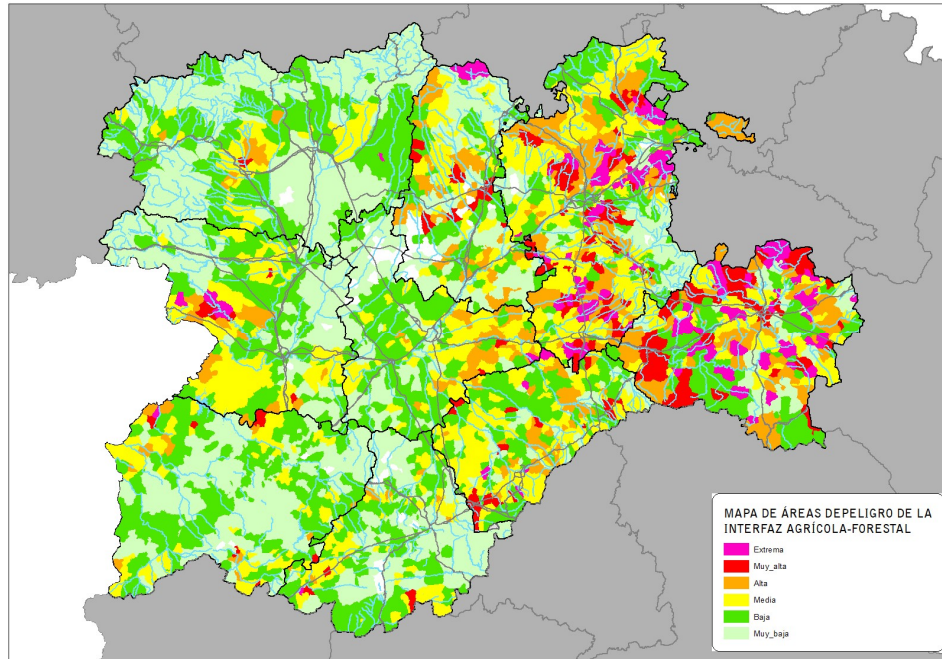 MAPA DE ÁREAS DEPELIGRO DE LA
INTERFAZ AGRÍCOLA-FORESTAL
Extrema
Muy_alta
Alta
Media
Baja
Muy_baja